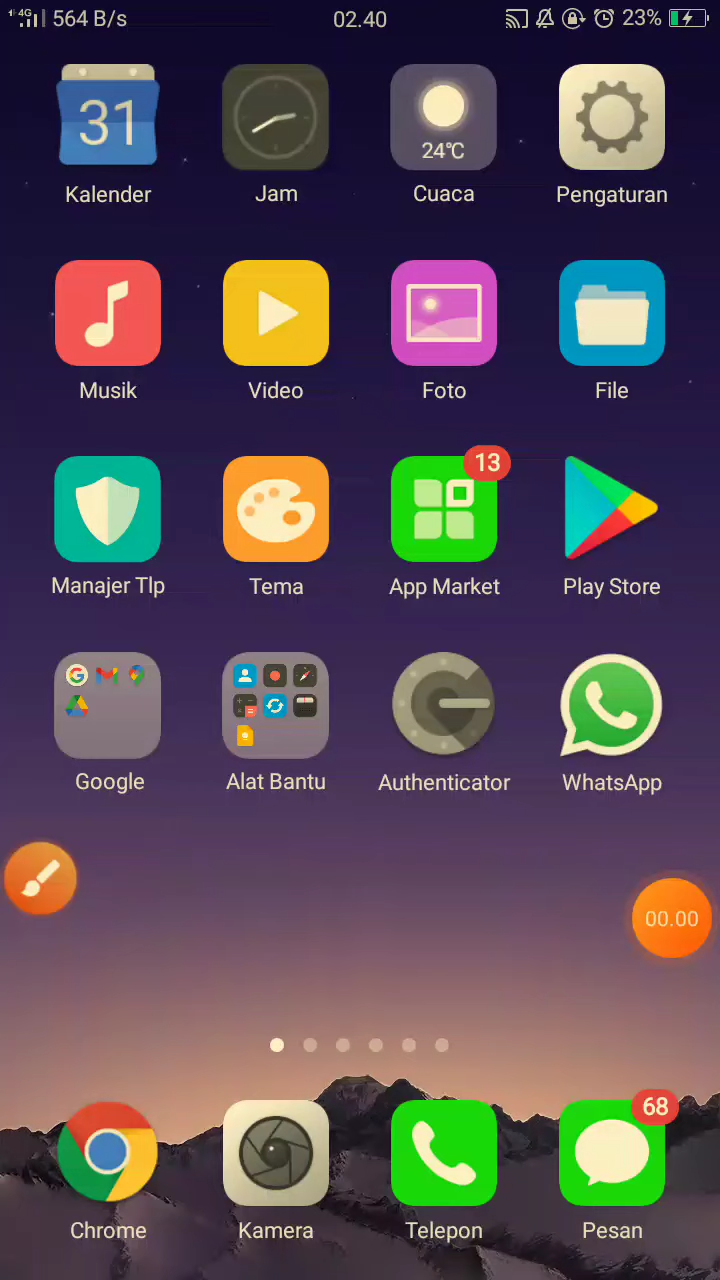 4G 564 B/s 02.40 23%
31
24°C
Kalender Jam Cuaca Pengaturan
Musik Video Foto File
13
Manajer Tlp Tema App Market Play Store
Google Alat Bantu Authenticator WhatsApp
00.00
68
Chrome Kamera Telepon Pesan